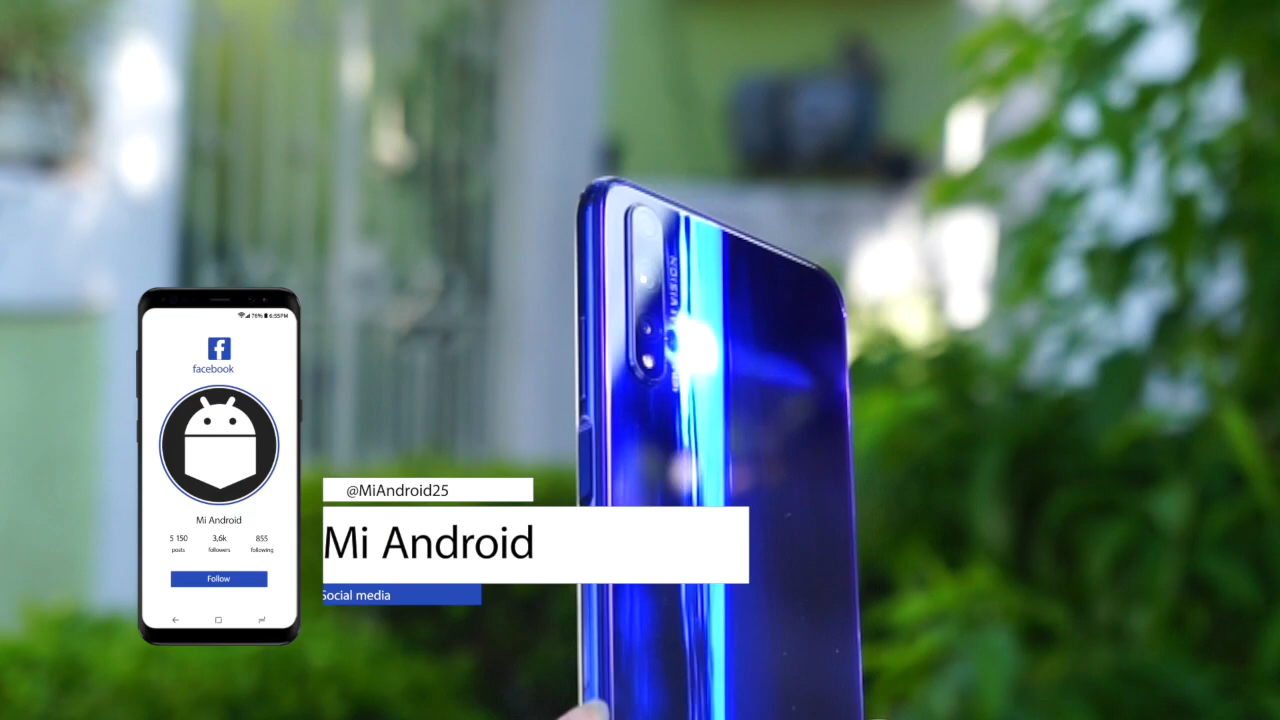 76% 6:55PM
facebook
Mi Android
5 150 3,6k 855
posts followers following
Follow
@MiAndroid25
Mi Android
Social media
VISION